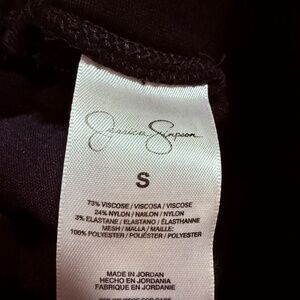 Jessica Simpson
S
73% VISCOSE / VISCOSA / VISCOSE
24% NYLON / NAILON / NYLON
3% ELASTANE / ELASTANO / ÉLASTHANNE
MESH / MALLA / MAILLE:
100% POLYESTER / POLIÉSTER / POLYESTER
MADE IN JORDAN
HECHO EN JORDANIA
FABRIQUE EN JORDANIE